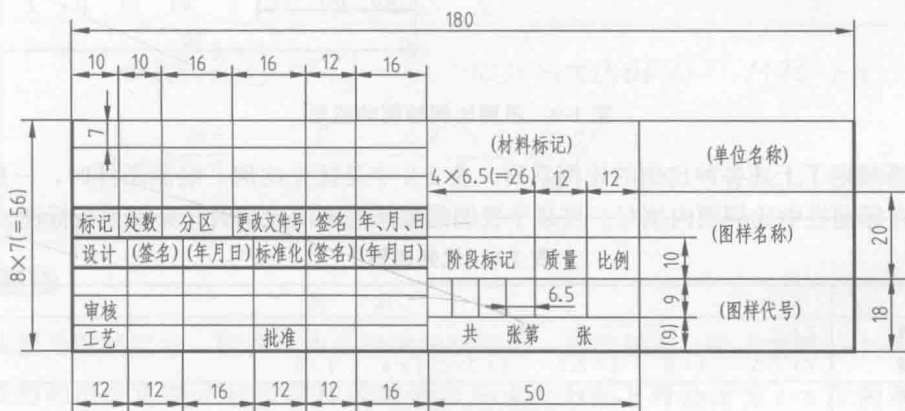 180
10 10 16 16 12 16
7
(材料标记)
(单位名称)
4×6.5(=26) 12 12
8×7(=56)
标记 处数 分区 更改文件号 签名 年、月、日
(图样名称)
20
设计 (签名) (年月日) 标准化 (签名) (年月日)
阶段标记 质量 比例 10
6.5 9
审核
(图样代号)
18
工艺 批准
共 张第 张 (9)
12 12 16 12 12 16 50